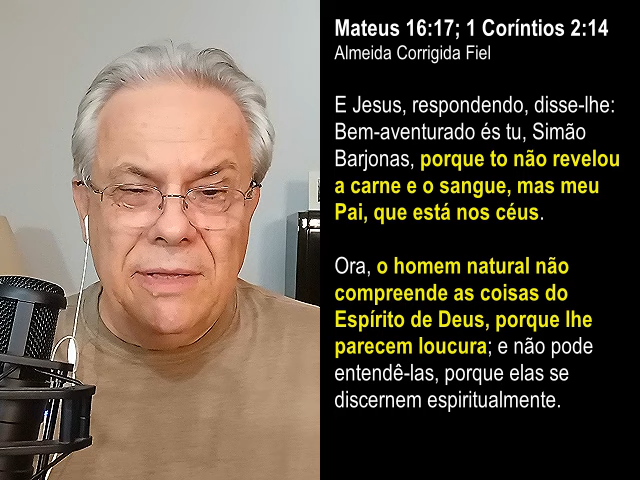 Mateus 16:17; 1 Coríntios 2:14
Almeida Corrigida Fiel
E Jesus, respondendo, disse-lhe:
Bem-aventurado és tu, Simão
Barjonas, porque to não revelou
a carne e o sangue, mas meu
Pai, que está nos céus.
Ora, o homem natural não
compreende as coisas do
Espírito de Deus, porque lhe
parecem loucura; e não pode
entendê-las, porque elas se
discernem espiritualmente.